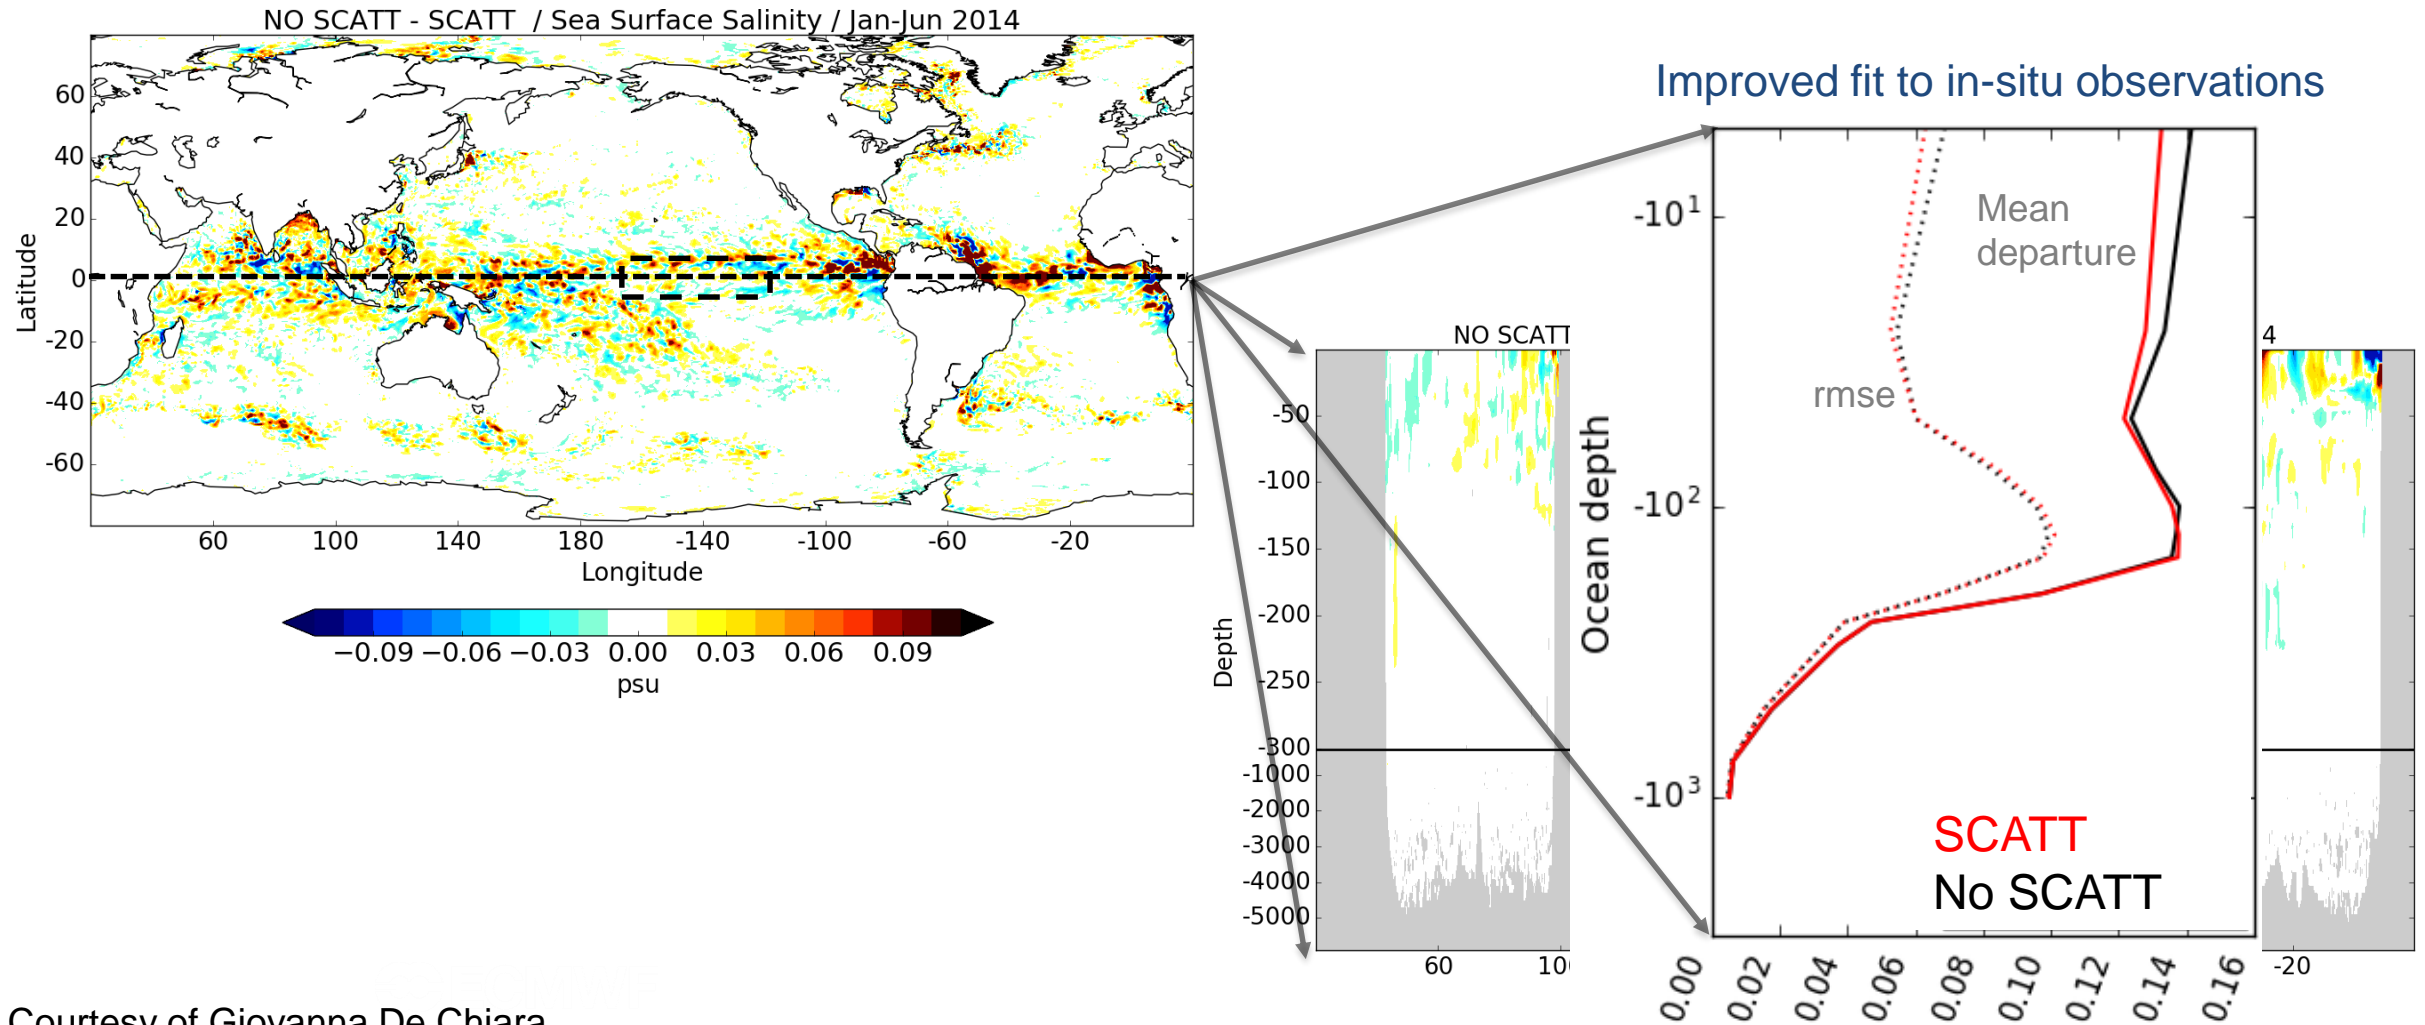 NO SCATT - SCATT / Sea Surface Salinity / Jan-Jun 2014
Latitude
60
40
20
0
-20
-40
-60
60 100 140 180 -140 -100 -60 -20
Longitude
−0.09 −0.06 −0.03 0.00 0.03 0.06 0.09
psu
Improved fit to in-situ observations
NO SCATT
4
Depth
-50
-100
-150
-200
-250
-300
-1000
-2000
-3000
-4000
-5000
60 10
-20
Ocean depth
-10¹
-10²
-10³
Mean
departure
rmse
SCATT
No SCATT
0.00 0.02 0.04 0.06 0.08 0.10 0.12 0.14 0.16
Courtesy of Giovanna De Chiara